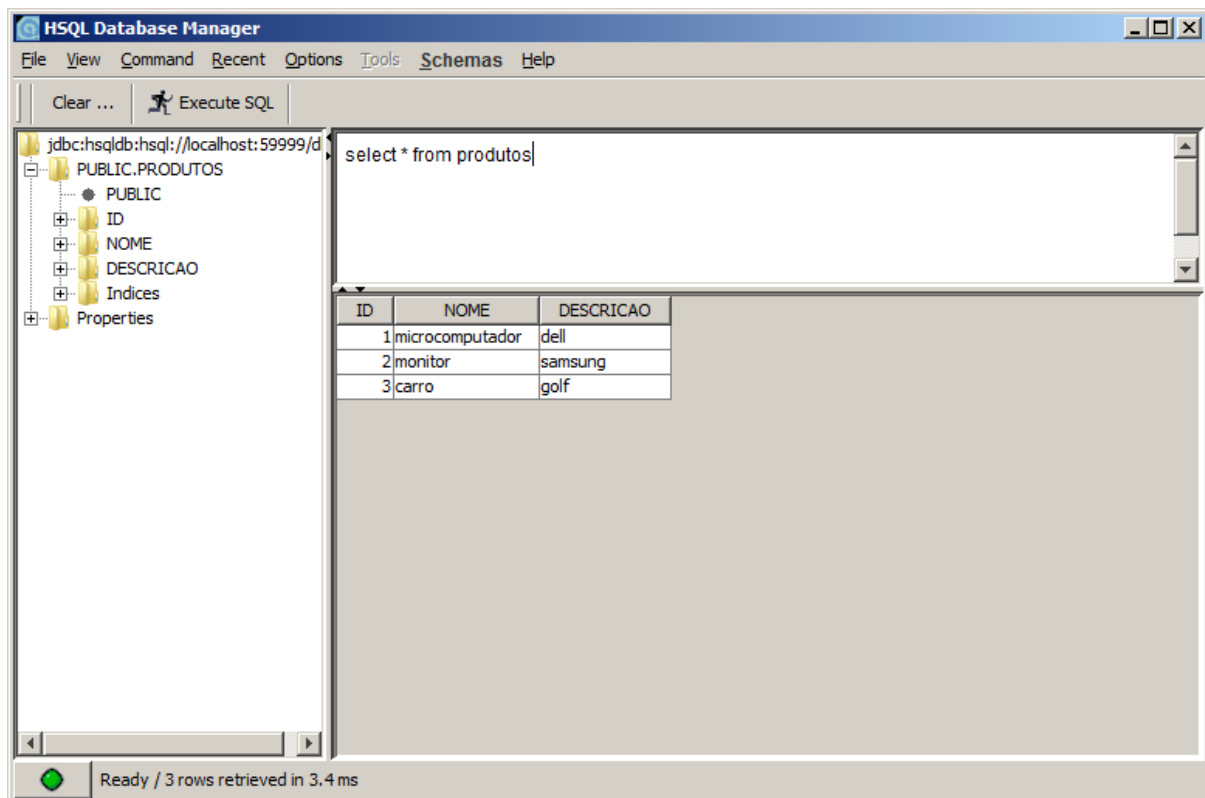 HSQL Database Manager
File View Command Recent Options Tools Schemas Help
Clear ... Execute SQL
jdbc:hsqldb:hsql://localhost:59999/d
PUBLIC.PRODUTOS
PUBLIC
ID
NOME
DESCRICAO
Indices
Properties
select * from produtos
ID NOME DESCRICAO
1 microcomputador dell
2 monitor samsung
3 carro golf
Ready / 3 rows retrieved in 3.4 ms